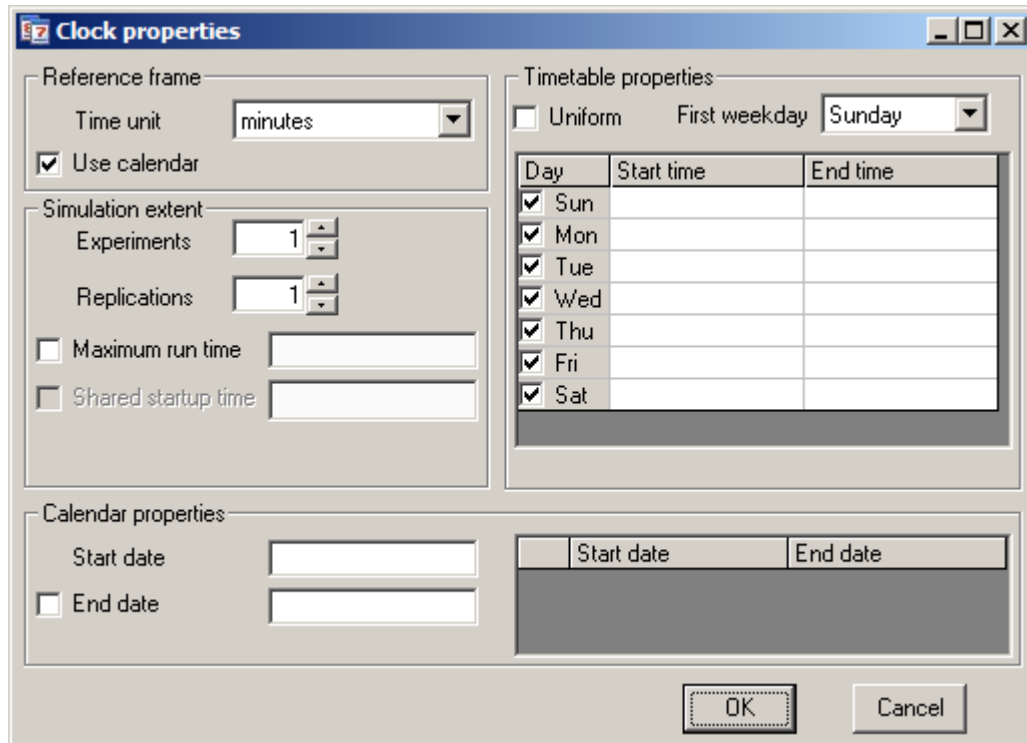 Clock properties
Reference frame
Time unit minutes
Use calendar
Simulation extent
Experiments 1
Replications 1
Maximum run time
Shared startup time
Timetable properties
Uniform First weekday Sunday
Day Start time End time
Sun
Mon
Tue
Wed
Thu
Fri
Sat
Calendar properties
Start date
End date
Start date End date
OK Cancel